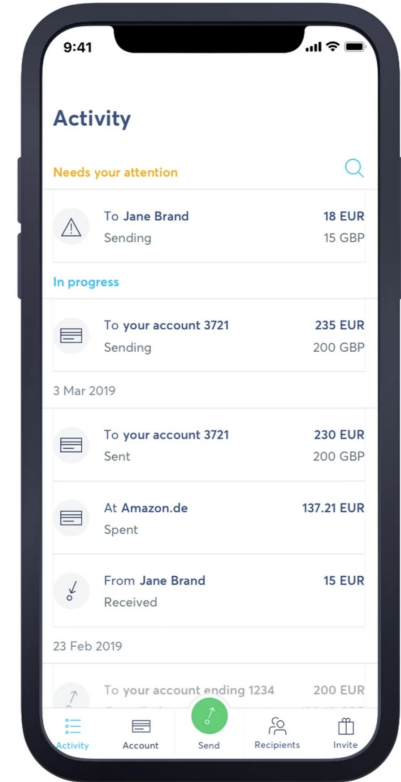 9:41
Activity
Needs your attention
To Jane Brand 18 EUR
Sending 15 GBP
In progress
To your account 3721 235 EUR
Sending 200 GBP
3 Mar 2019
To your account 3721 230 EUR
Sent 200 GBP
At Amazon.de 137.21 EUR
Spent
From Jane Brand 15 EUR
Received
23 Feb 2019
To your account ending 1234 200 EUR
Activity Account Send Recipients Invite